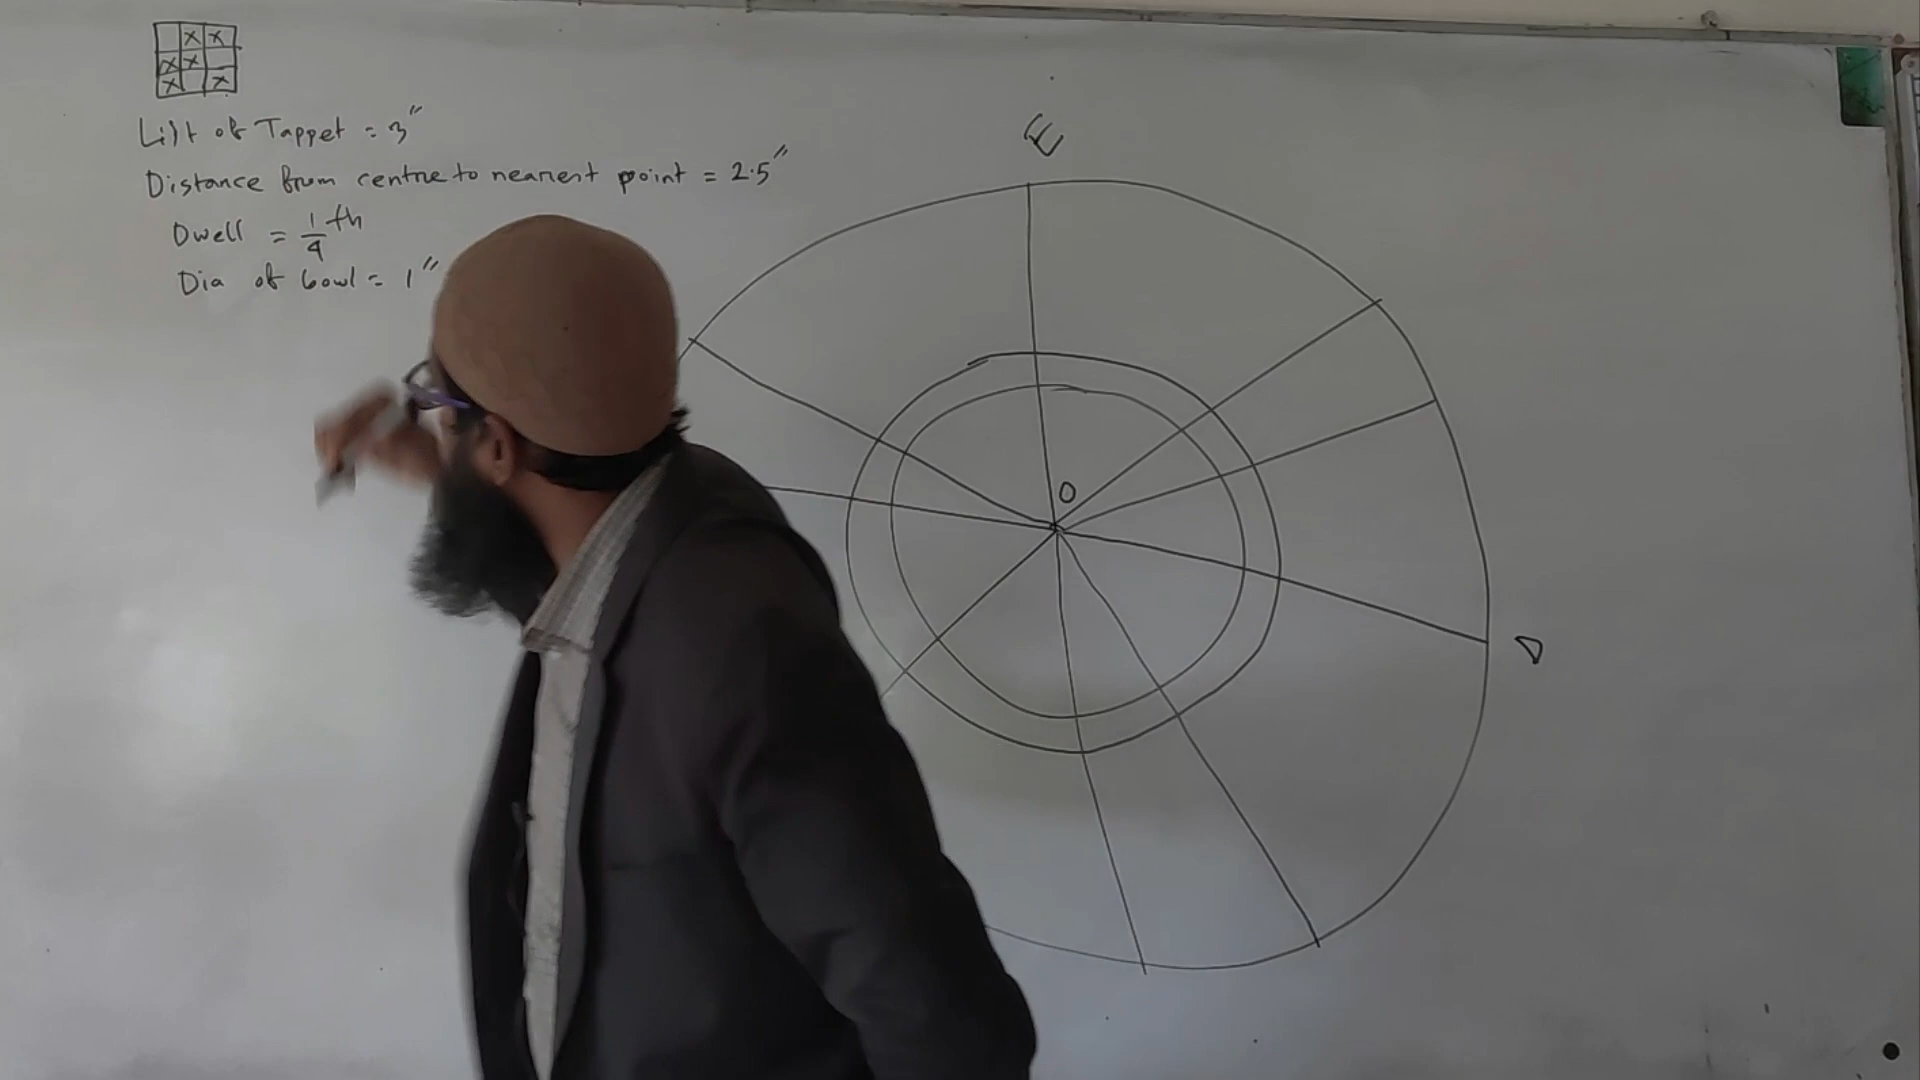 X X
X X
X X
Lift of Tappet = 3"
Distance from centre to nearest point = 2.5"
Dwell = 1/4 th
Dia of bowl = 1"
E
O
D